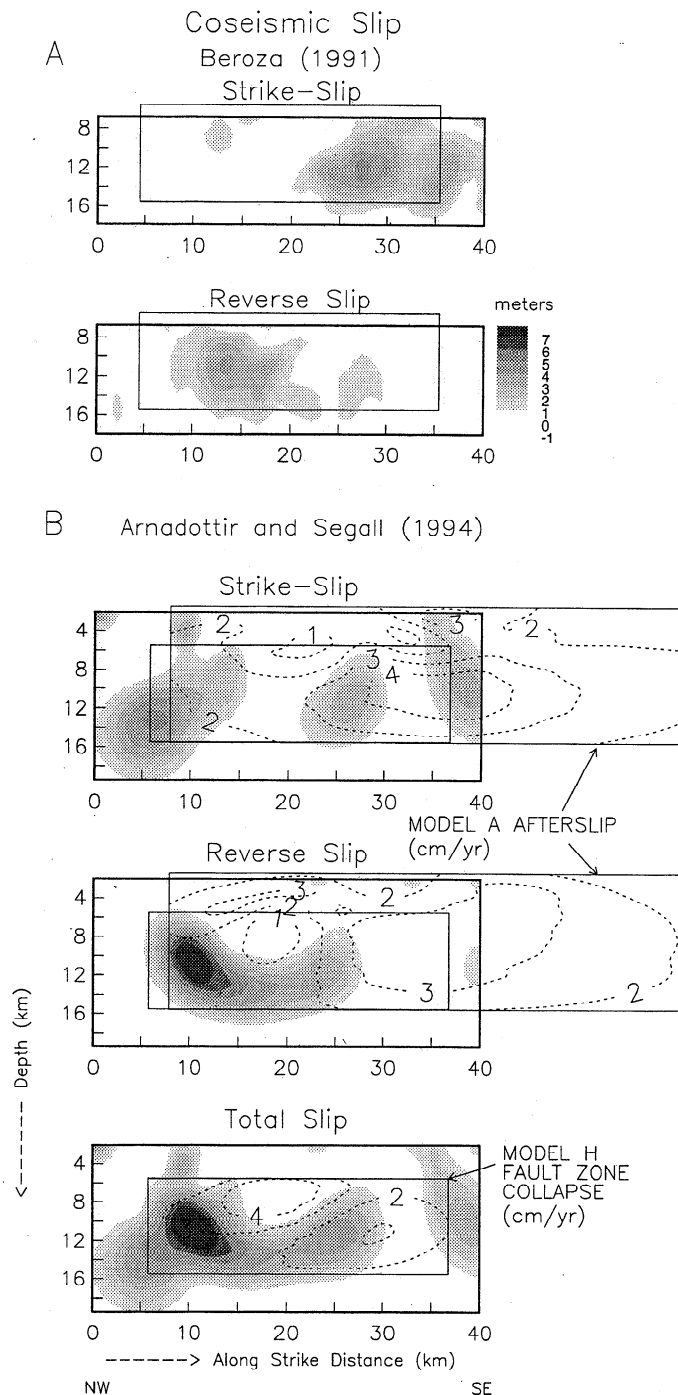 Coseismic Slip
A
Beroza (1991)
Strike-Slip
8
12
16
0 10 20 30 40
Reverse Slip
meters
8
12
16
7
6
5
4
3
2
1
0
-1
0 10 20 30 40
B Arnadottir and Segall (1994)
Strike-Slip
4
8
12
16
2 1 3 2
3
4
2
0 10 20 30 40
MODEL A AFTERSLIP
(cm/yr)
Reverse Slip
4
8
12
16
3 2
2
1
3 2
0 10 20 30 40
Total Slip
4
8
12
16
4 2
MODEL H
FAULT ZONE
COLLAPSE
(cm/yr)
0 10 20 30 40
<------ Depth (km)
------> Along Strike Distance (km)
NW SE